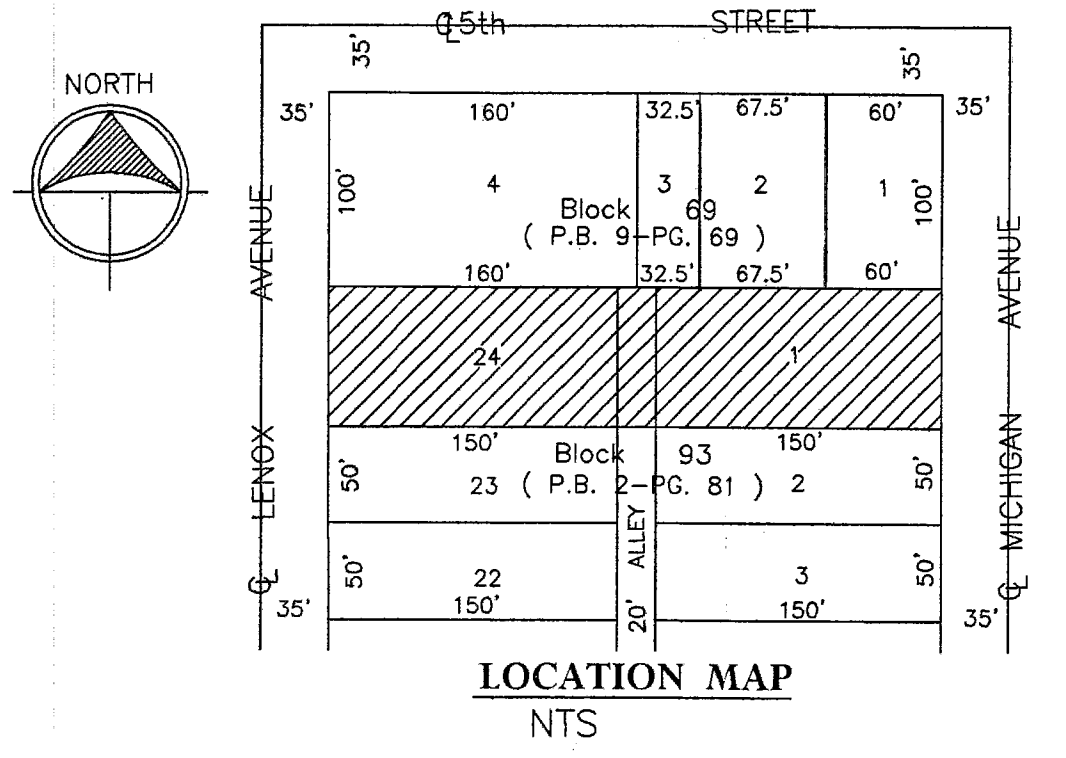 ℄ 5th STREET
35' 35'
NORTH
35' 160' 32.5' 67.5' 60' 35'
100' 4 3 2 1 100'
Block 69
( P.B. 9-PG. 69 )
160' 32.5' 67.5' 60'
℄ LENOX AVENUE
℄ MICHIGAN AVENUE
24 1
150' 150'
Block 93
50' 23 ( P.B. 2-PG. 81 ) 2 50'
ALLEY
50' 22 3 50'
35' 150' 20' 150' 35'
LOCATION MAP
NTS